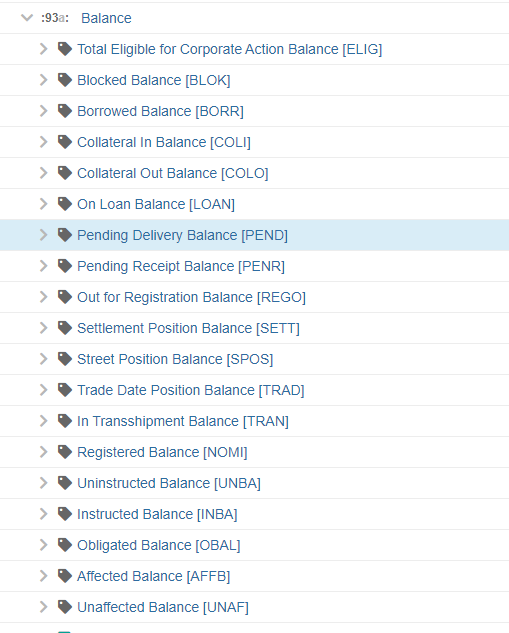 :93a: Balance
Total Eligible for Corporate Action Balance [ELIG]
Blocked Balance [BLOK]
Borrowed Balance [BORR]
Collateral In Balance [COLI]
Collateral Out Balance [COLO]
On Loan Balance [LOAN]
Pending Delivery Balance [PEND]
Pending Receipt Balance [PENR]
Out for Registration Balance [REGO]
Settlement Position Balance [SETT]
Street Position Balance [SPOS]
Trade Date Position Balance [TRAD]
In Transshipment Balance [TRAN]
Registered Balance [NOMI]
Uninstructed Balance [UNBA]
Instructed Balance [INBA]
Obligated Balance [OBAL]
Affected Balance [AFFB]
Unaffected Balance [UNAF]